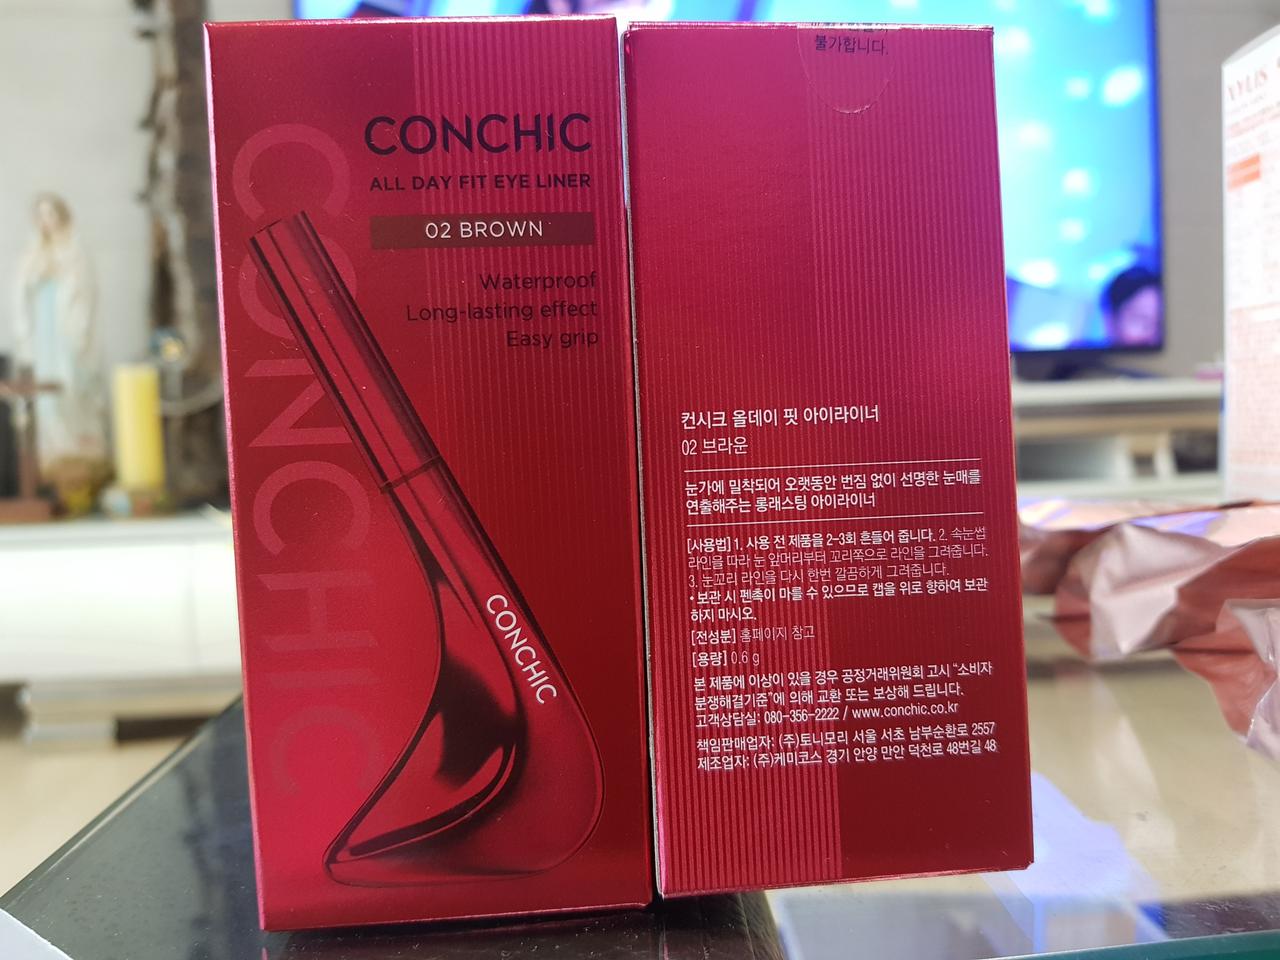 CONCHIC
CONCHIC
ALL DAY FIT EYE LINER
02 BROWN
Waterproof
Long-lasting effect
Easy grip
CONCHIC
불가합니다.
컨시크 올데이 핏 아이라이너
02 브라운
눈가에 밀착되어 오랫동안 번짐 없이 선명한 눈매를
연출해주는 롱래스팅 아이라이너
[사용법] 1. 사용 전 제품을 2-3회 흔들어 줍니다. 2. 속눈썹
라인을 따라 눈 앞머리부터 꼬리쪽으로 라인을 그려줍니다.
3. 눈꼬리 라인을 다시 한번 깔끔하게 그려줍니다.
• 보관 시 펜촉이 마를 수 있으므로 캡을 위로 향하여 보관
하지 마시오.
[전성분] 홈페이지 참고
[용량] 0.6 g
본 제품에 이상이 있을 경우 공정거래위원회 고시 "소비자
분쟁해결기준"에 의해 교환 또는 보상해 드립니다.
고객상담실: 080-356-2222 / www.conchic.co.kr
책임판매업자: (주)토니모리 서울 서초 남부순환로 2557
제조업자: (주)케미코스 경기 안양 만안 덕천로 48번길 48